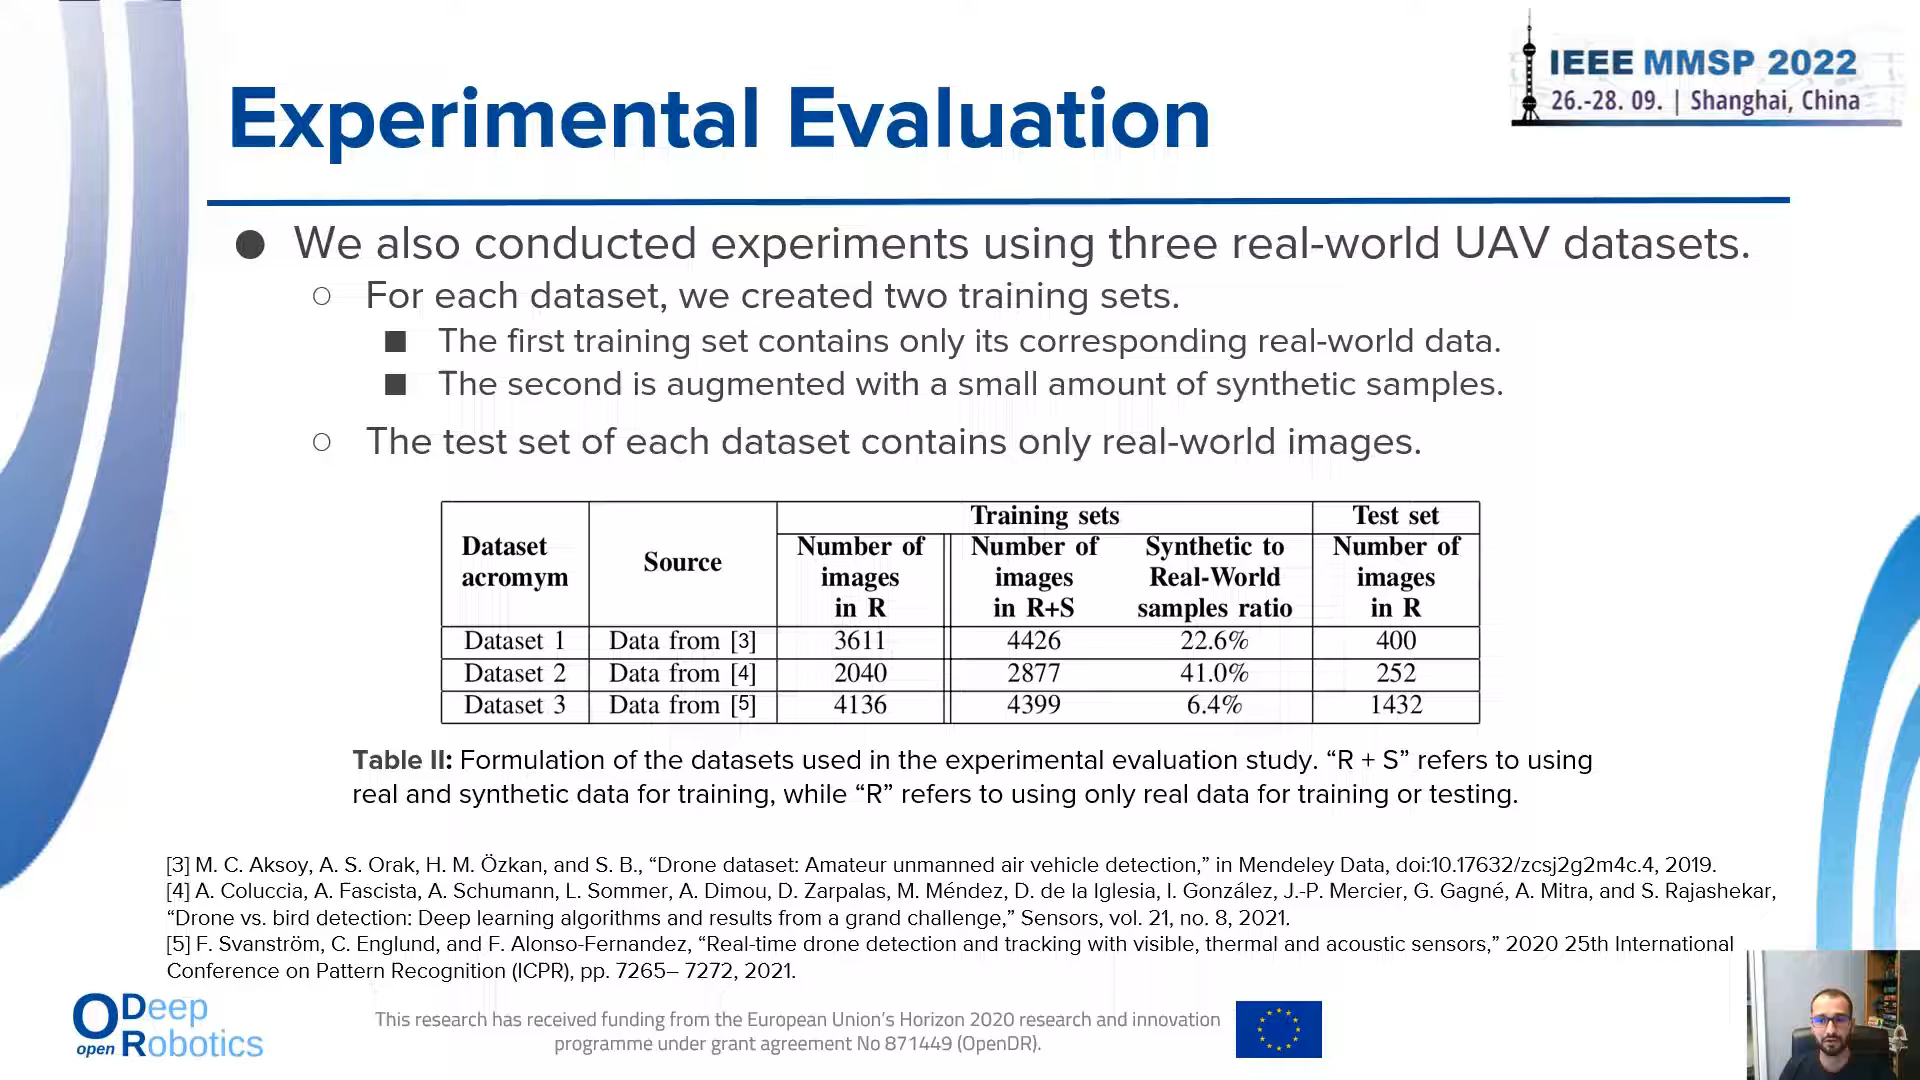 IEEE MMSP 2022
26.-28. 09. | Shanghai, China
Experimental Evaluation
● We also conducted experiments using three real-world UAV datasets.
○ For each dataset, we created two training sets.
■ The first training set contains only its corresponding real-world data.
■ The second is augmented with a small amount of synthetic samples.
○ The test set of each dataset contains only real-world images.
Training sets Test set
Dataset acromym Source Number of images in R Number of images in R+S Synthetic to Real-World samples ratio Number of images in R
Dataset 1 Data from [3] 3611 4426 22.6% 400
Dataset 2 Data from [4] 2040 2877 41.0% 252
Dataset 3 Data from [5] 4136 4399 6.4% 1432
Table II: Formulation of the datasets used in the experimental evaluation study. “R + S” refers to using
real and synthetic data for training, while “R” refers to using only real data for training or testing.
[3] M. C. Aksoy, A. S. Orak, H. M. Özkan, and S. B., “Drone dataset: Amateur unmanned air vehicle detection,” in Mendeley Data, doi:10.17632/zcsj2g2m4c.4, 2019.
[4] A. Coluccia, A. Fascista, A. Schumann, L. Sommer, A. Dimou, D. Zarpalas, M. Méndez, D. de la Iglesia, I. González, J.-P. Mercier, G. Gagné, A. Mitra, and S. Rajashekar,
“Drone vs. bird detection: Deep learning algorithms and results from a grand challenge,” Sensors, vol. 21, no. 8, 2021.
[5] F. Svanström, C. Englund, and F. Alonso-Fernandez, “Real-time drone detection and tracking with visible, thermal and acoustic sensors,” 2020 25th International
Conference on Pattern Recognition (ICPR), pp. 7265– 7272, 2021.
open Deep Robotics
This research has received funding from the European Union’s Horizon 2020 research and innovation
programme under grant agreement No 871449 (OpenDR).